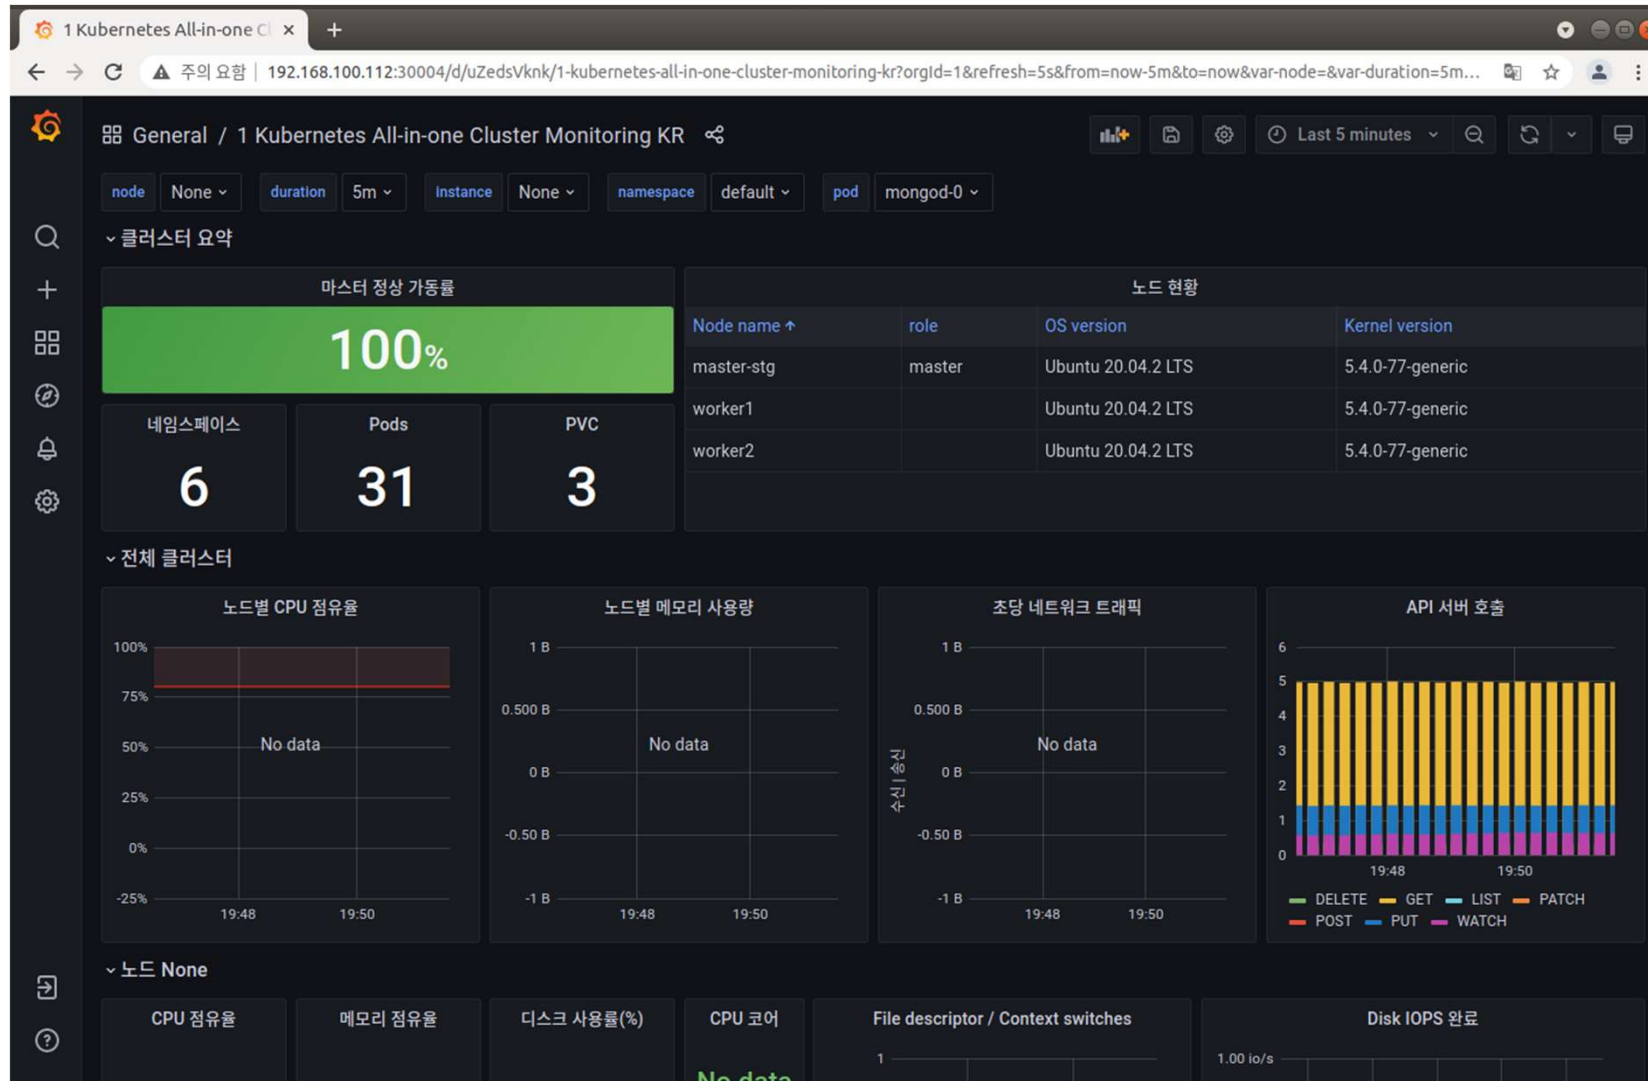 1 Kubernetes All-in-one Cl
주의 요함 | 192.168.100.112:30004/d/uZedsVknk/1-kubernetes-all-in-one-cluster-monitoring-kr?orgId=1&refresh=5s&from=now-5m&to=now&var-node=&var-duration=5m...
General / 1 Kubernetes All-in-one Cluster Monitoring KR
Last 5 minutes
node None duration 5m instance None namespace default pod mongod-0
클러스터 요약
마스터 정상 가동률
100%
네임스페이스
6
Pods
31
PVC
3
노드 현황
Node name role OS version Kernel version
master-stg master Ubuntu 20.04.2 LTS 5.4.0-77-generic
worker1 Ubuntu 20.04.2 LTS 5.4.0-77-generic
worker2 Ubuntu 20.04.2 LTS 5.4.0-77-generic
전체 클러스터
노드별 CPU 점유율
100%
75%
50%
25%
0%
-25%
No data
19:48 19:50
노드별 메모리 사용량
1 B
0.500 B
0 B
-0.50 B
-1 B
No data
19:48 19:50
초당 네트워크 트래픽
수신 | 송신
1 B
0.500 B
0 B
-0.50 B
-1 B
No data
19:48 19:50
API 서버 호출
6
5
4
3
2
1
0
19:48 19:50
DELETE GET LIST PATCH
POST PUT WATCH
노드 None
CPU 점유율
메모리 점유율
디스크 사용률(%)
CPU 코어
No data
File descriptor / Context switches
1
Disk IOPS 완료
1.00 io/s